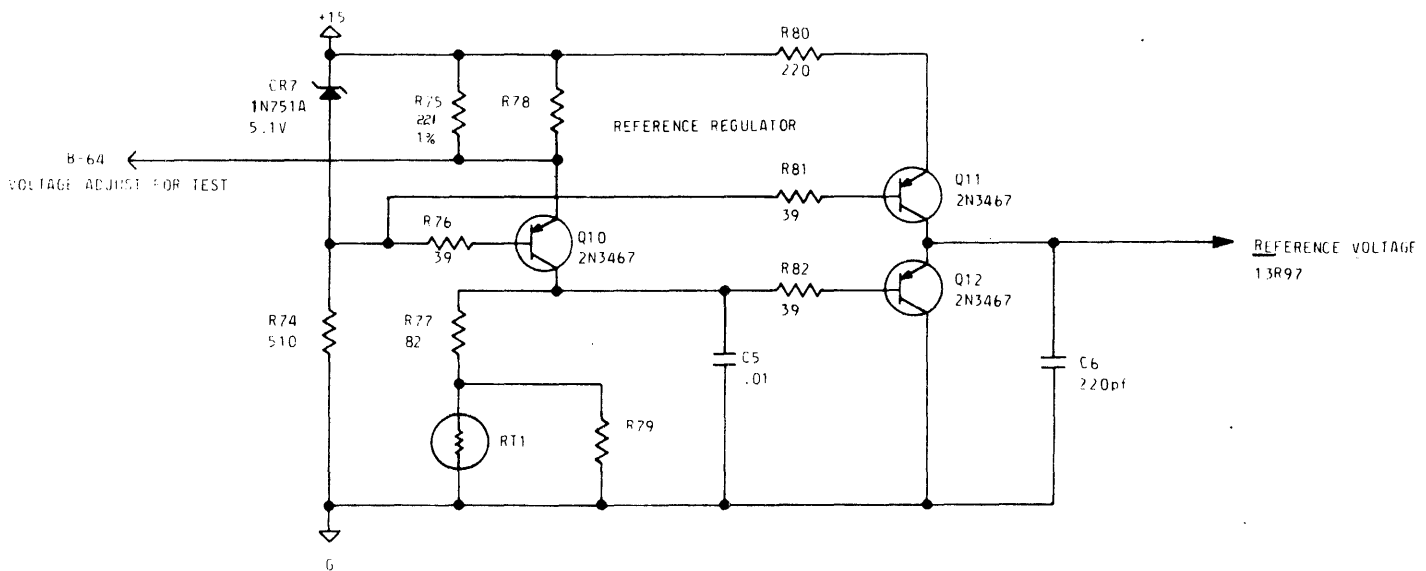 +15
R80
220
CR7
1N751A
5.1V
R75
221
1%
R78
REFERENCE REGULATOR
B-64
VOLTAGE ADJUST FOR TEST
R81
39
Q11
2N3467
R76
39
Q10
2N3467
REFERENCE VOLTAGE
13R97
R82
39
Q12
2N3467
R74
510
R77
82
C5
.01
C6
220pf
RT1
R79
G